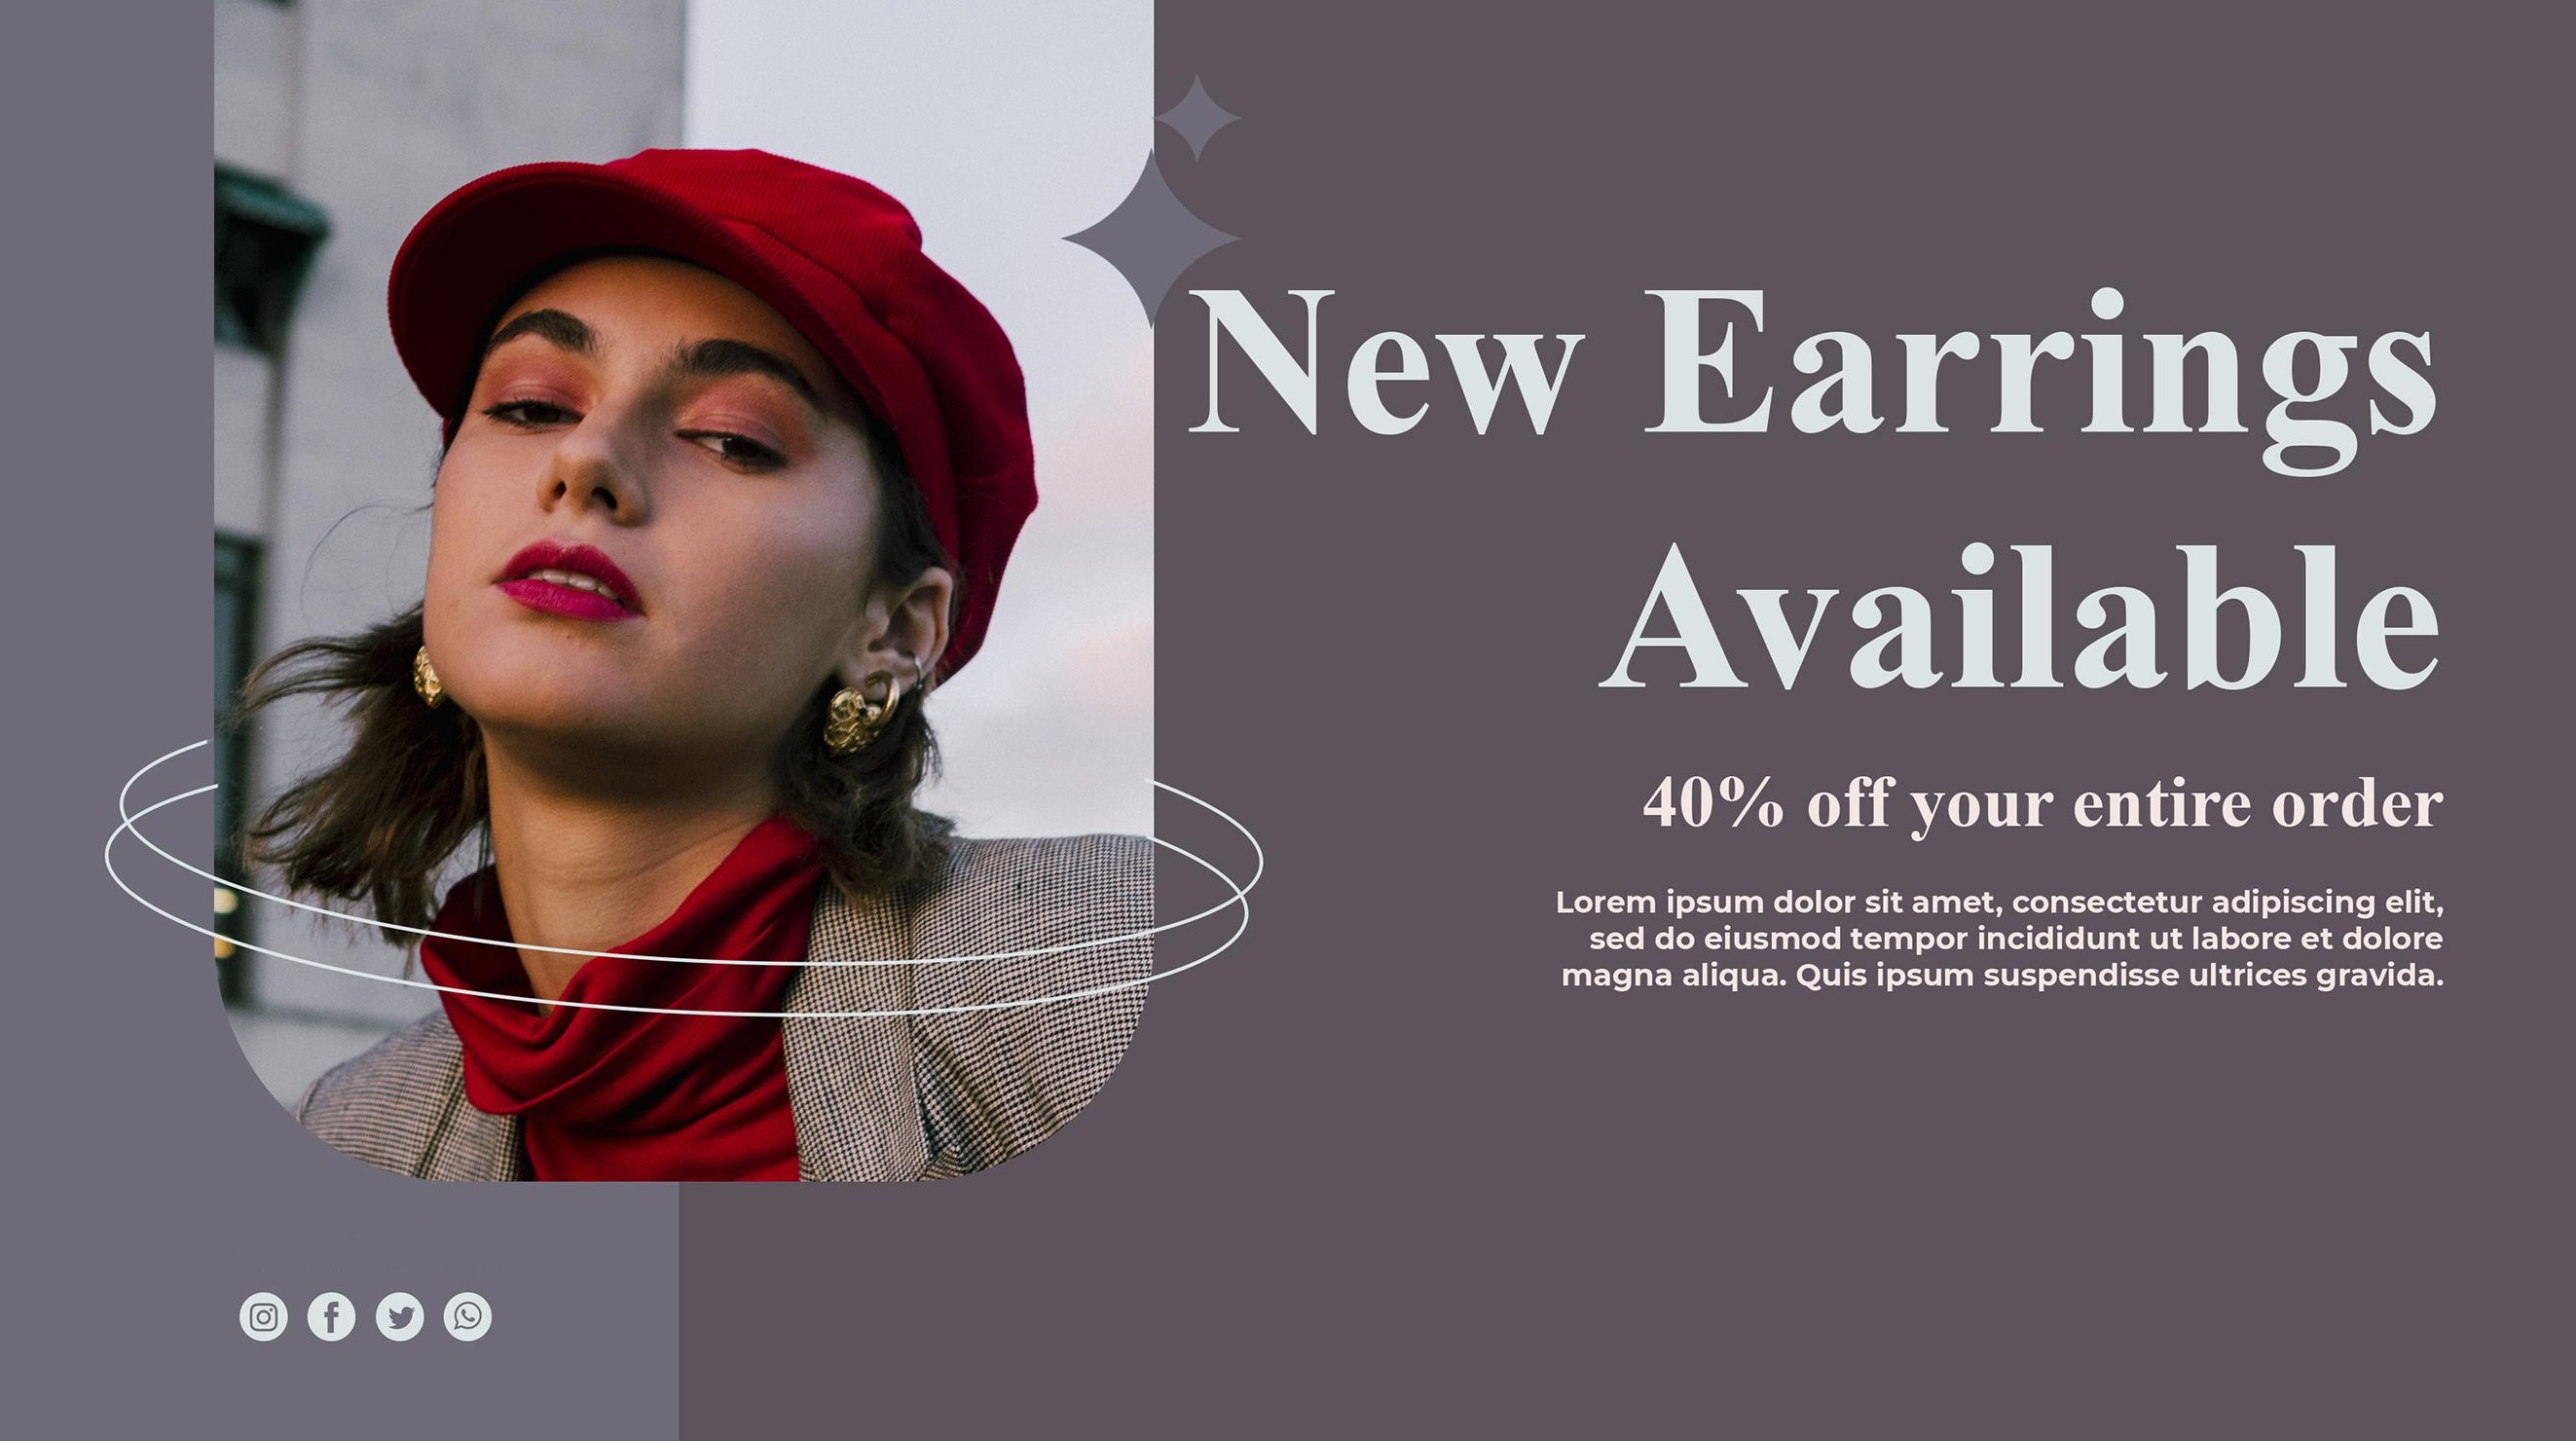 New Earrings
Available
40% off your entire order
Lorem ipsum dolor sit amet, consectetur adipiscing elit,
sed do eiusmod tempor incididunt ut labore et dolore
magna aliqua. Quis ipsum suspendisse ultrices gravida.